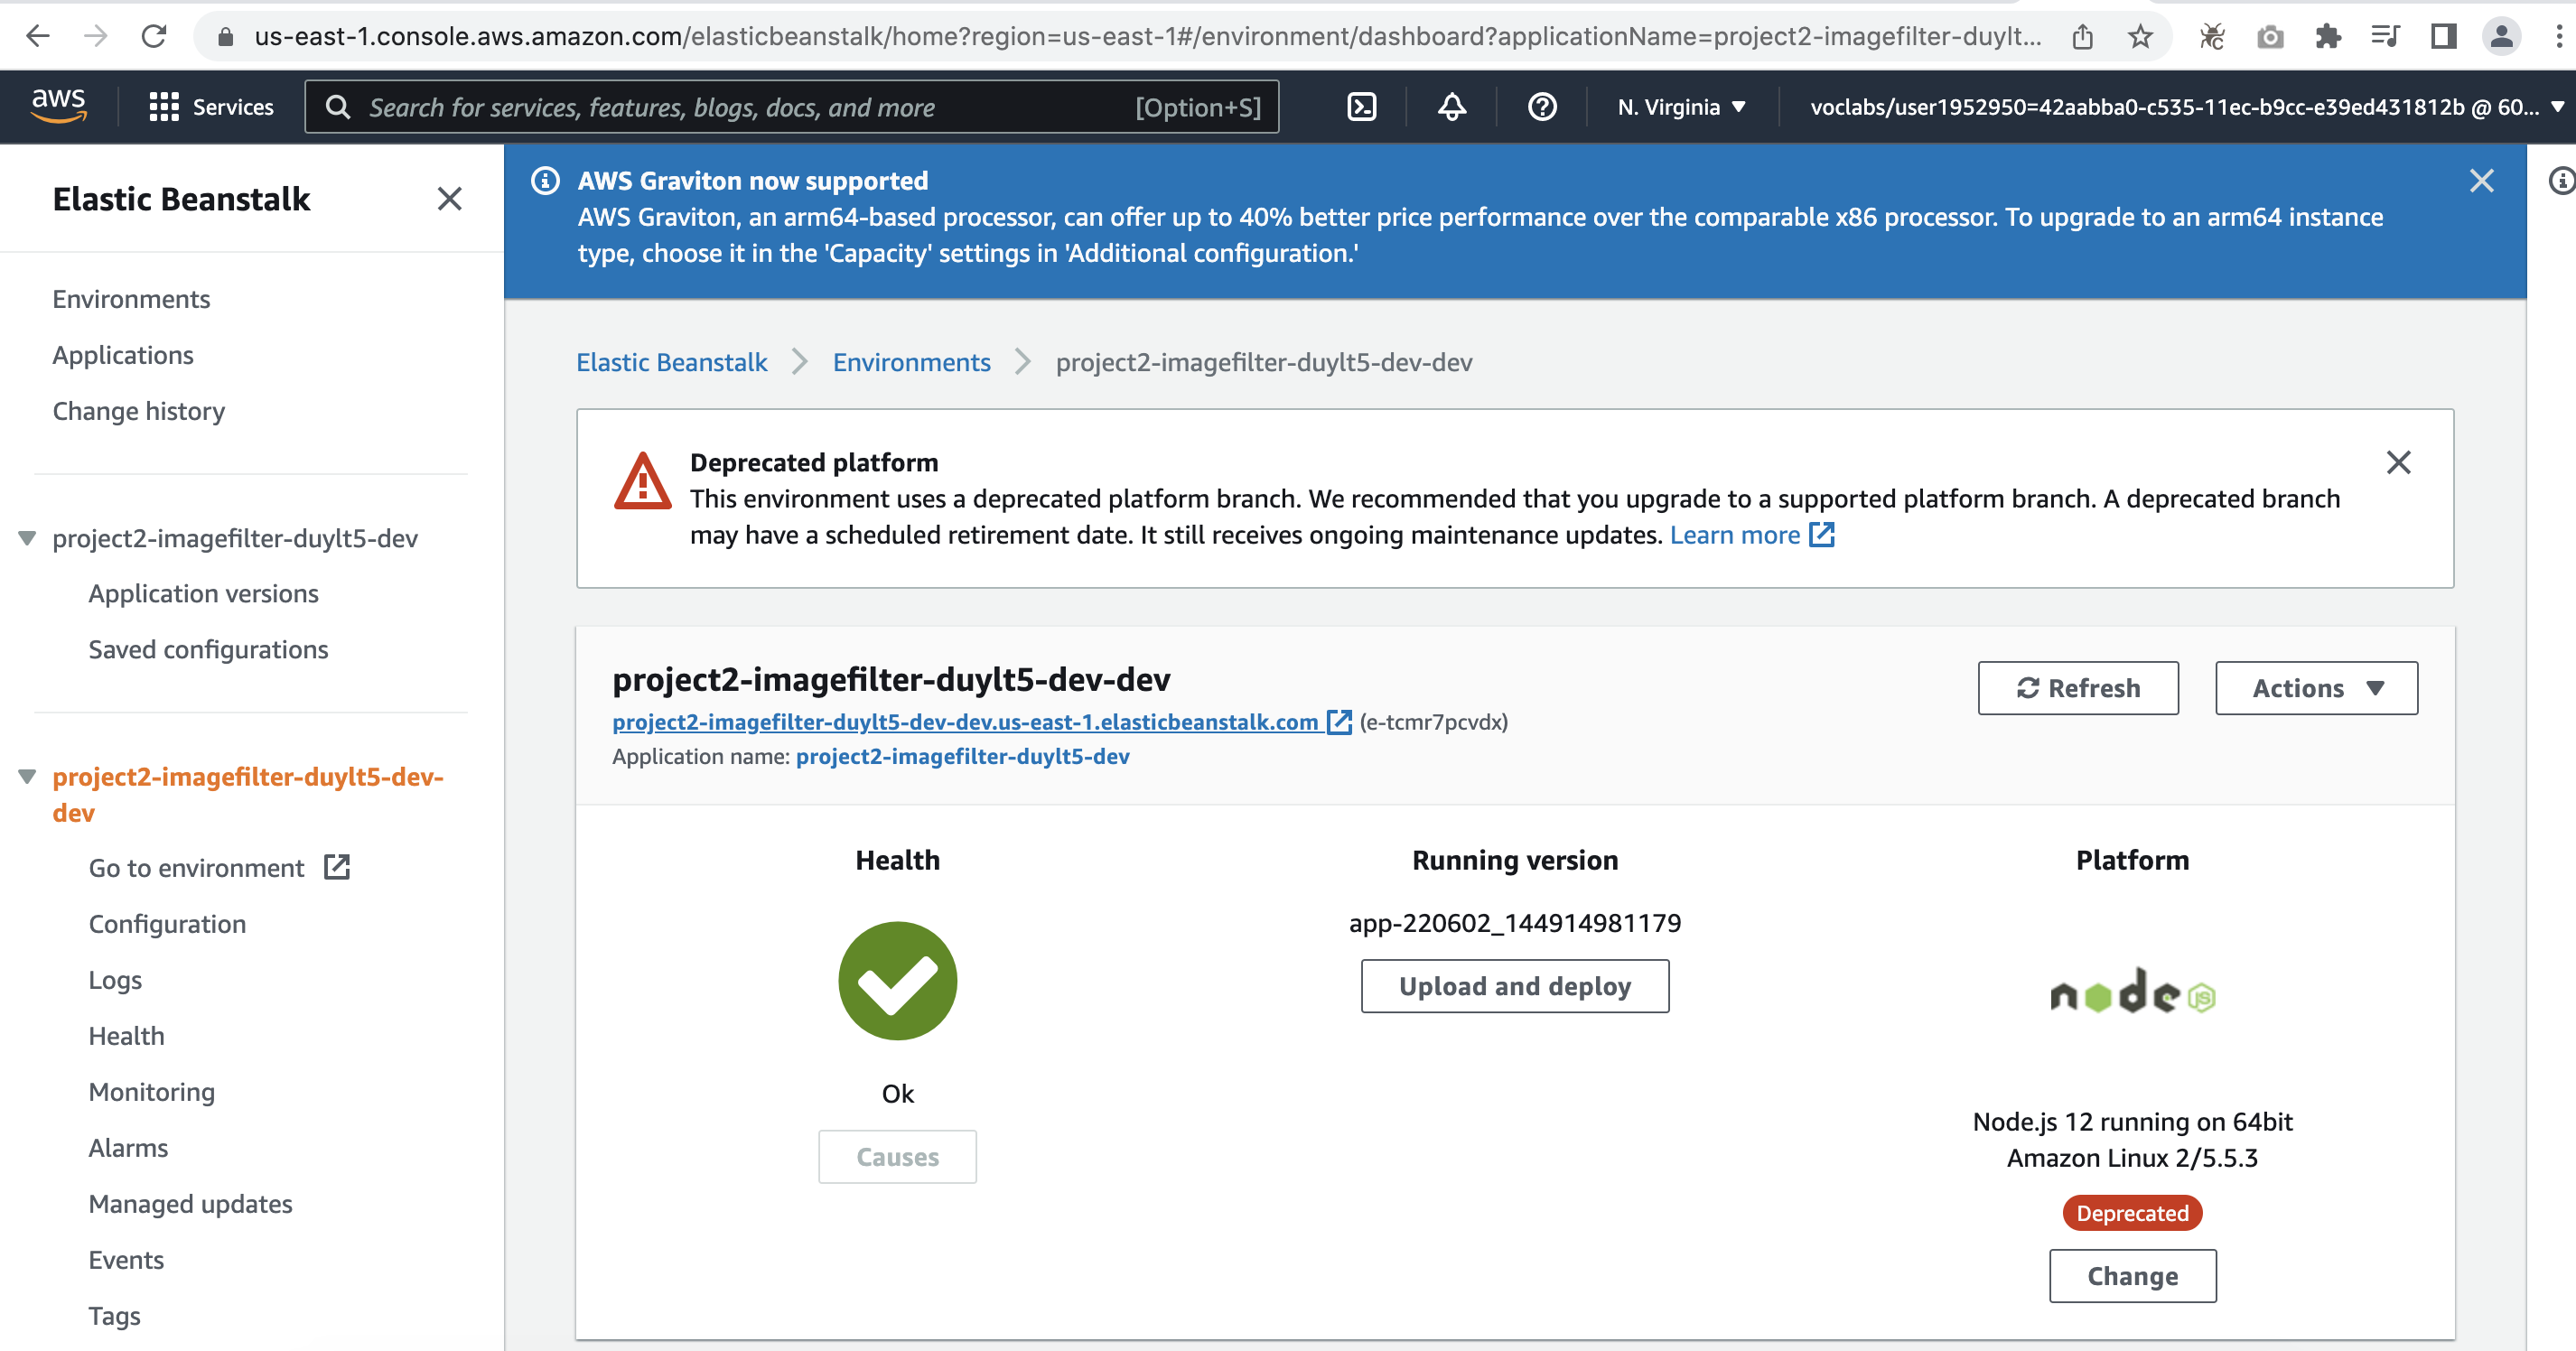 us-east-1.console.aws.amazon.com/elasticbeanstalk/home?region=us-east-1#/environment/dashboard?applicationName=project2-imagefilter-duylt...
aws
Services
Search for services, features, blogs, docs, and more
[Option+S]
N. Virginia
voclabs/user1952950=42aabba0-c535-11ec-b9cc-e39ed431812b @ 60...
Elastic Beanstalk
Environments
Applications
Change history
project2-imagefilter-duylt5-dev
Application versions
Saved configurations
project2-imagefilter-duylt5-dev-
dev
Go to environment
Configuration
Logs
Health
Monitoring
Alarms
Managed updates
Events
Tags
AWS Graviton now supported
AWS Graviton, an arm64-based processor, can offer up to 40% better price performance over the comparable x86 processor. To upgrade to an arm64 instance
type, choose it in the 'Capacity' settings in 'Additional configuration.'
Elastic Beanstalk
Environments
project2-imagefilter-duylt5-dev-dev
Deprecated platform
This environment uses a deprecated platform branch. We recommended that you upgrade to a supported platform branch. A deprecated branch
may have a scheduled retirement date. It still receives ongoing maintenance updates. Learn more
project2-imagefilter-duylt5-dev-dev
Refresh
Actions
project2-imagefilter-duylt5-dev-dev.us-east-1.elasticbeanstalk.com (e-tcmr7pcvdx)
Application name: project2-imagefilter-duylt5-dev
Health
Ok
Causes
Running version
app-220602_144914981179
Upload and deploy
Platform
node JS
Node.js 12 running on 64bit
Amazon Linux 2/5.5.3
Deprecated
Change